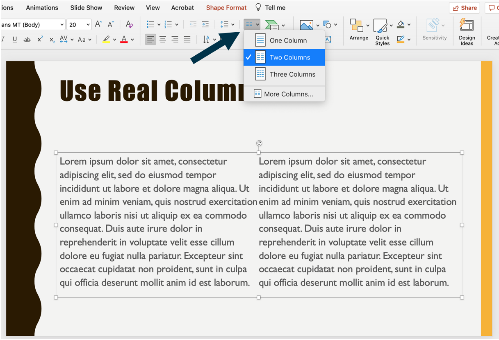 ions Animations Slide Show Review View Acrobat Shape Format Tell me Share
ans MT (Body) 20
Arrange Quick Styles Sensitivity Design Ideas
One Column
Two Columns
Three Columns
More Columns...
Use Real Colum
Lorem ipsum dolor sit amet, consectetur
adipiscing elit, sed do eiusmod tempor
incididunt ut labore et dolore magna aliqua. Ut
enim ad minim veniam, quis nostrud exercitation
ullamco laboris nisi ut aliquip ex ea commodo
consequat. Duis aute irure dolor in
reprehenderit in voluptate velit esse cillum
dolore eu fugiat nulla pariatur. Excepteur sint
occaecat cupidatat non proident, sunt in culpa
qui officia deserunt mollit anim id est laborum.
Lorem ipsum dolor sit amet, consectetur
adipiscing elit, sed do eiusmod tempor
incididunt ut labore et dolore magna aliqua. Ut
enim ad minim veniam, quis nostrud exercitation
ullamco laboris nisi ut aliquip ex ea commodo
consequat. Duis aute irure dolor in
reprehenderit in voluptate velit esse cillum
dolore eu fugiat nulla pariatur. Excepteur sint
occaecat cupidatat non proident, sunt in culpa
qui officia deserunt mollit anim id est laborum.